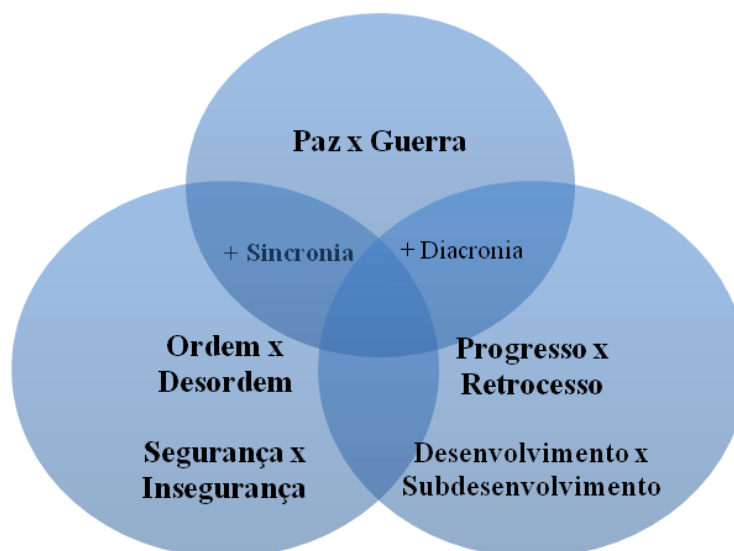 Paz x Guerra
+ Sincronia
+ Diacronia
Ordem x
Desordem
Progresso x
Retrocesso
Segurança x
Insegurança
Desenvolvimento x
Subdesenvolvimento